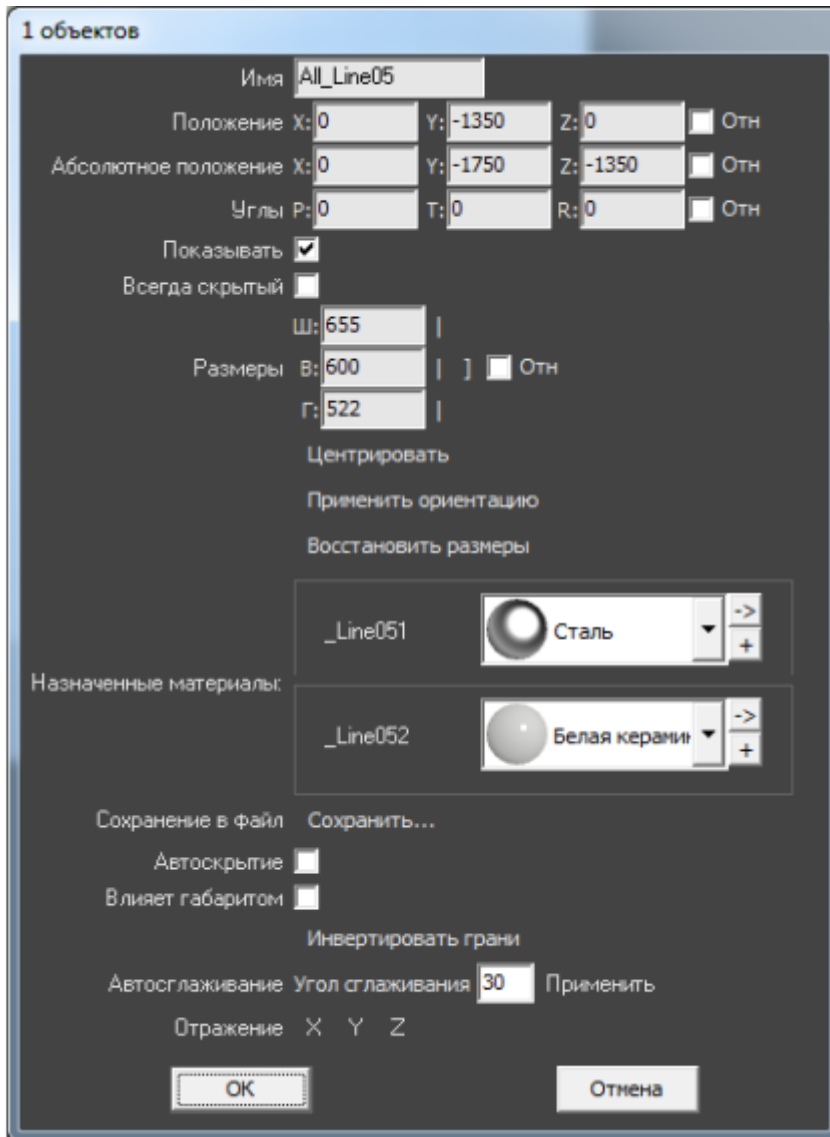 1 объектов
Имя All_Line05
Положение X: 0 Y: -1350 Z: 0 Отн
Абсолютное положение X: 0 Y: -1750 Z: -1350 Отн
Углы P: 0 T: 0 R: 0 Отн
Показывать
Всегда скрытый
Ш: 655 |
Размеры В: 600 | ] Отн
Г: 522 |
Центрировать
Применить ориентацию
Восстановить размеры
_Line051 Сталь ->
+
Назначенные материалы:
_Line052 Белая керамик ->
+
Сохранение в файл Сохранить...
Автоскрытие
Влияет габаритом
Инвертировать грани
Автосглаживание Угол сглаживания 30 Применить
Отражение X Y Z
OK Отмена